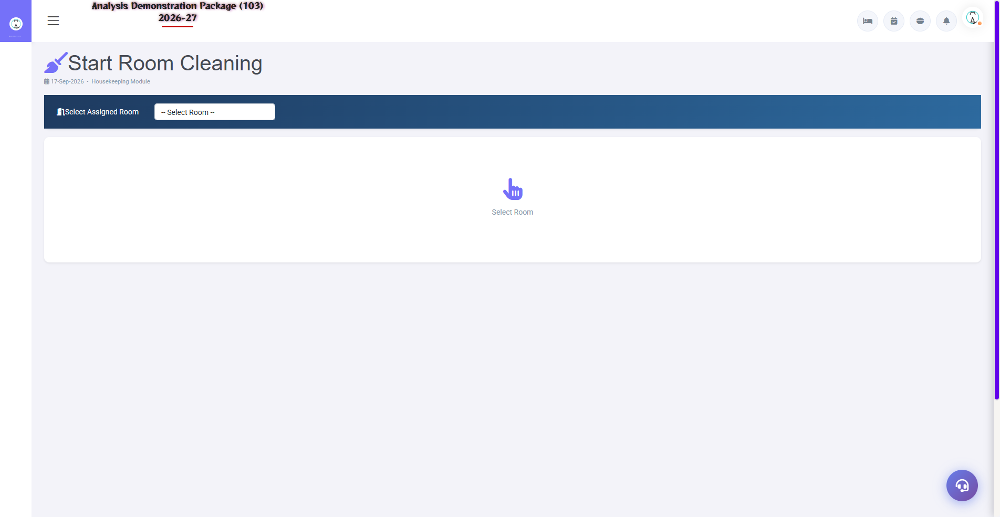 Analysis Demonstration Package (103)
2026-27
Start Room Cleaning
17-Sep-2026 • Housekeeping Module
Select Assigned Room
-- Select Room --
Select Room